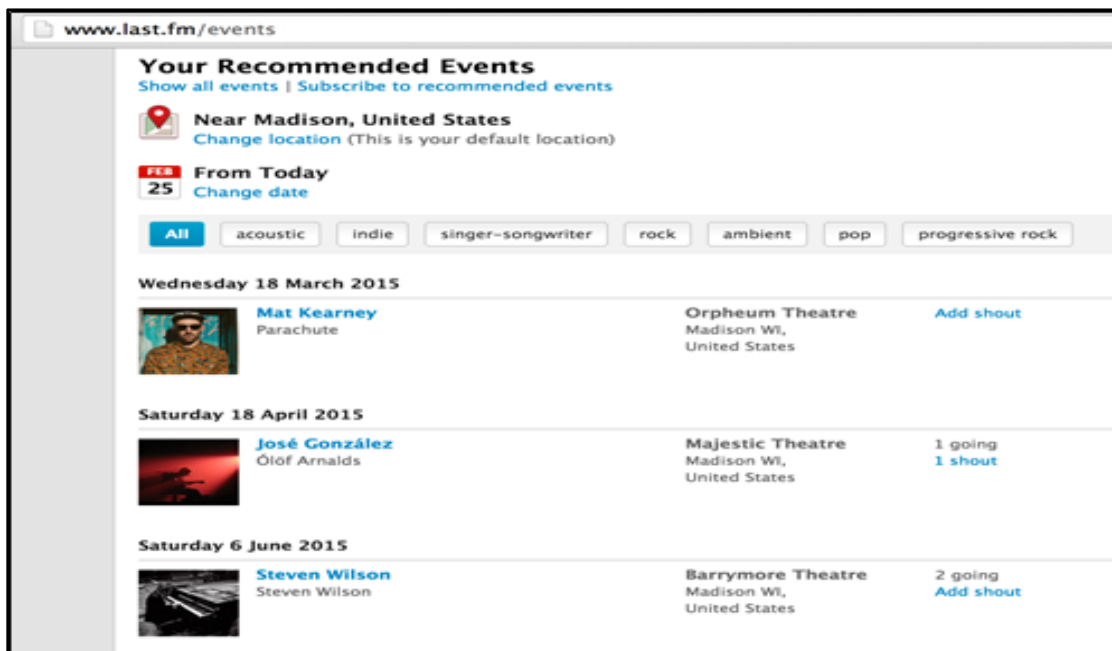 www.last.fm/events
Your Recommended Events
Show all events | Subscribe to recommended events
Near Madison, United States
Change location (This is your default location)
FEB
25
From Today
Change date
All acoustic indie singer-songwriter rock ambient pop progressive rock
Wednesday 18 March 2015
Mat Kearney Orpheum Theatre Add shout
Parachute Madison WI,
United States
Saturday 18 April 2015
José González Majestic Theatre 1 going
Ólöf Arnalds Madison WI, 1 shout
United States
Saturday 6 June 2015
Steven Wilson Barrymore Theatre 2 going
Steven Wilson Madison WI, Add shout
United States